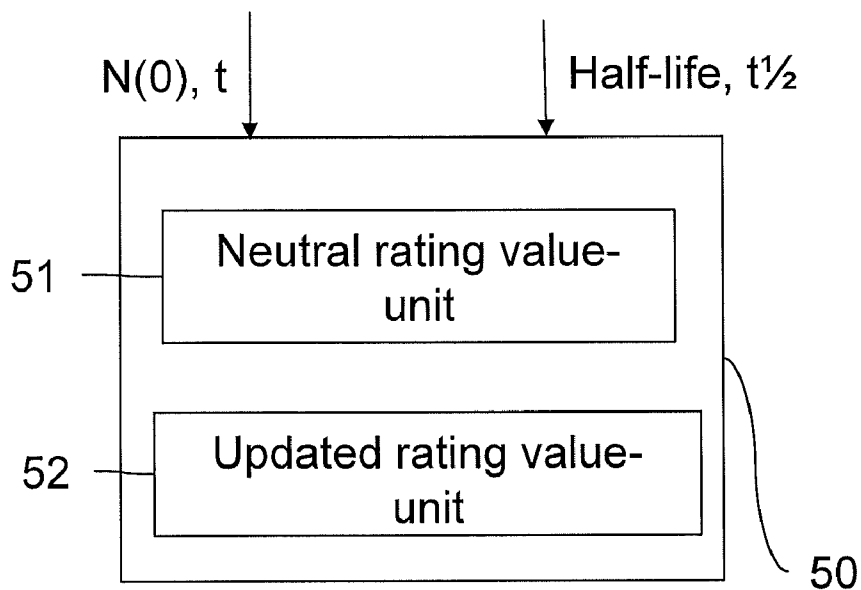 N(0), t
Half-life, t½
51
Neutral rating value-
unit
52
Updated rating value-
unit
50